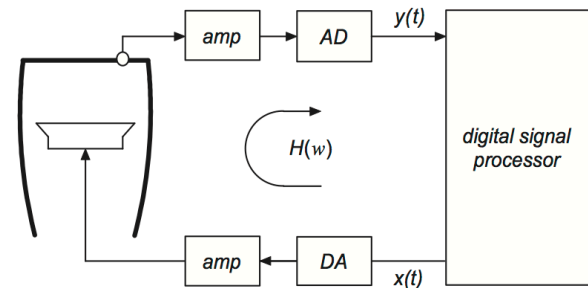 amp
AD
y(t)
H(w)
digital signal
processor
amp
DA
x(t)